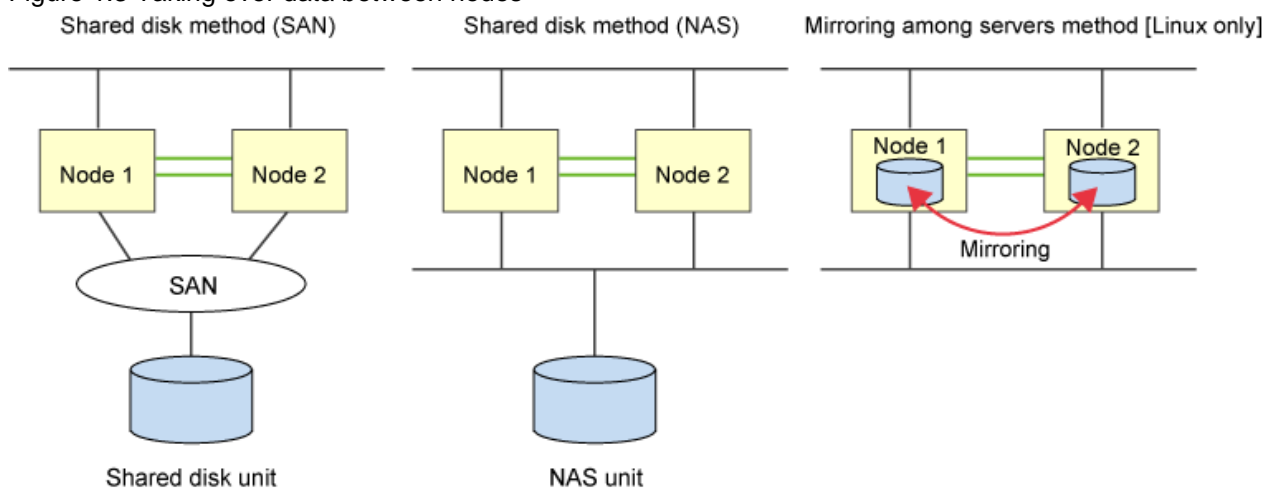 Shared disk method (SAN)
Node 1
Node 2
SAN
Shared disk unit
Shared disk method (NAS)
Node 1
Node 2
NAS unit
Mirroring among servers method [Linux only]
Node 1
Node 2
Mirroring